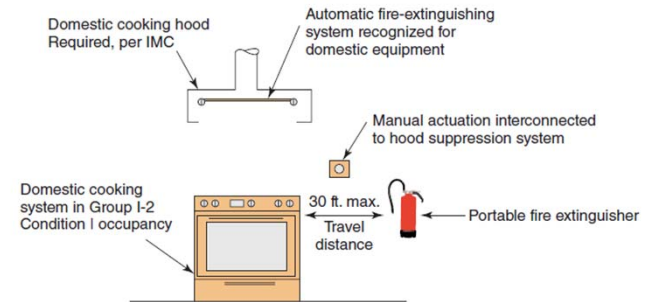 Domestic cooking hood
Required, per IMC
Automatic fire-extinguishing
system recognized for
domestic equipment
Manual actuation interconnected
to hood suppression system
Domestic cooking
system in Group I-2
Condition I occupancy
30 ft. max.
Travel
distance
Portable fire extinguisher